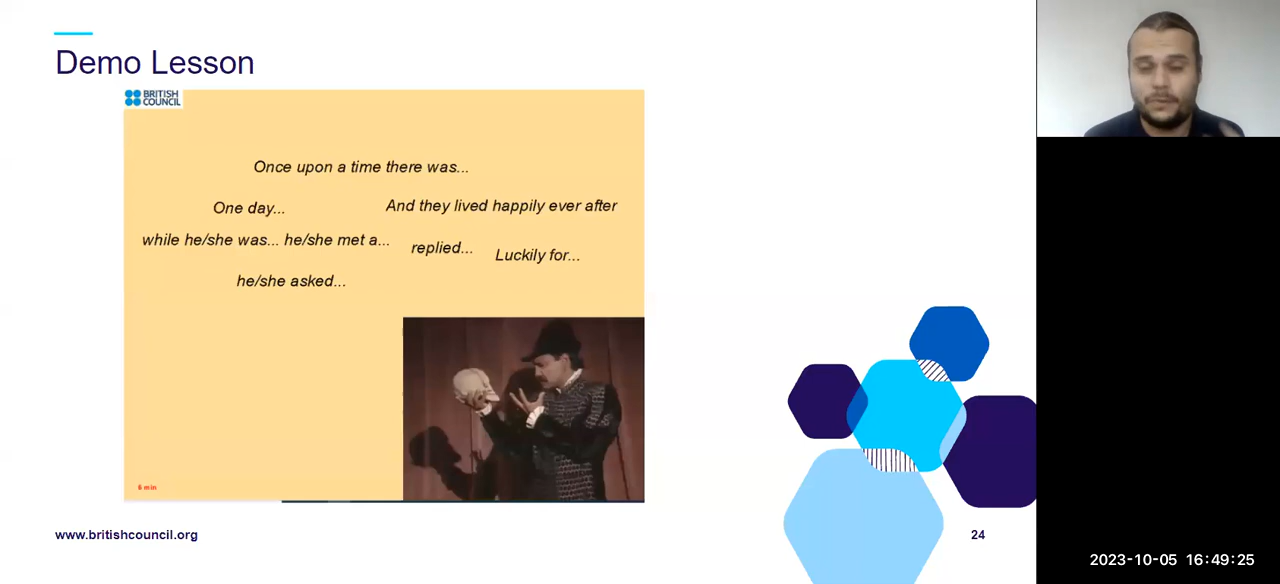 Demo Lesson
BRITISH
COUNCIL
Once upon a time there was...
One day...
And they lived happily ever after
while he/she was... he/she met a...
replied...
Luckily for...
he/she asked...
6 min
www.britishcouncil.org
24
2023-10-05 16:49:25